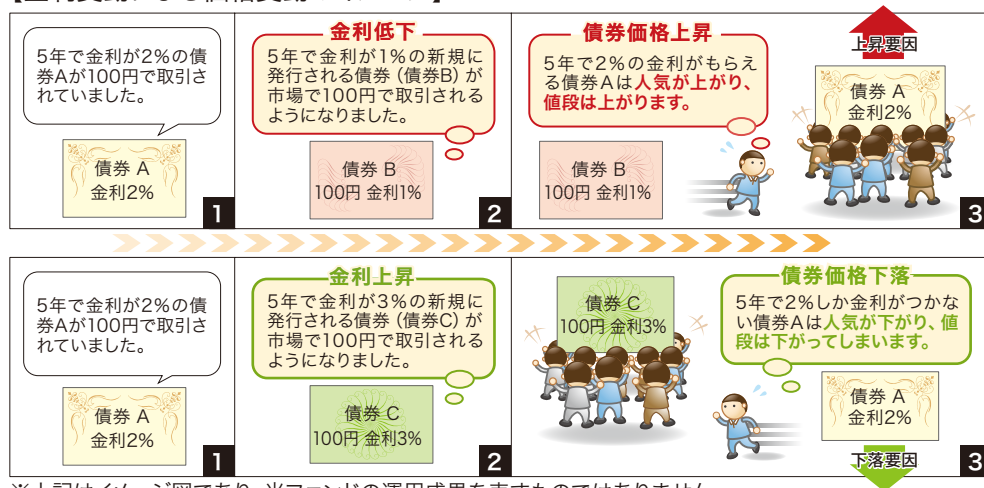 5年で金利が2%の債
券Aが100円で取引さ
れていました。
債券 A
金利2%
1
金利低下
5年で金利が1%の新規に
発行される債券（債券B）が
市場で100円で取引される
ようになりました。
債券 B
100円 金利1%
2
債券価格上昇
5年で2%の金利がもらえ
る債券Aは人気が上がり、
値段は上がります。
債券 B
100円 金利1%
上昇要因
債券 A
金利2%
3
5年で金利が2%の債
券Aが100円で取引さ
れていました。
債券 A
金利2%
1
金利上昇
5年で金利が3%の新規に
発行される債券（債券C）が
市場で100円で取引される
ようになりました。
債券 C
100円 金利3%
2
債券 C
100円 金利3%
債券価格下落
5年で2%しか金利がつかな
い債券Aは人気が下がり、値
段は下がってしまいます。
債券 A
金利2%
下落要因
3